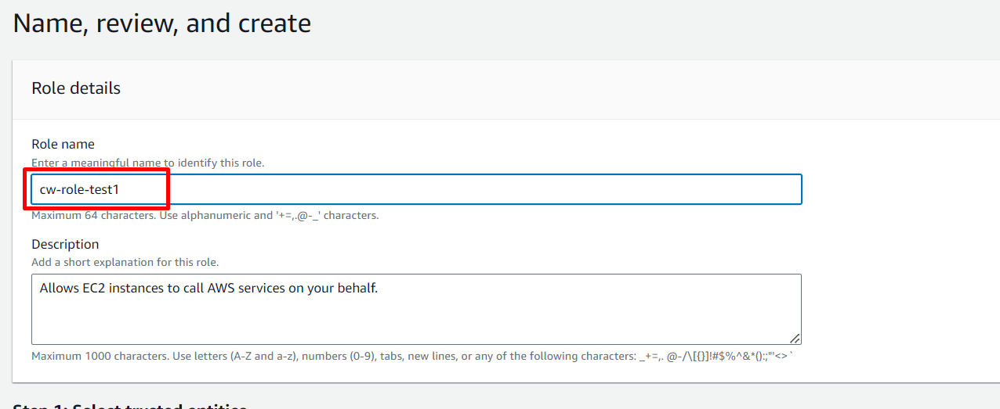 Name, review, and create
Role details
Role name
Enter a meaningful name to identify this role.
cw-role-test1
Maximum 64 characters. Use alphanumeric and '+=,.@-_' characters.
Description
Add a short explanation for this role.
Allows EC2 instances to call AWS services on your behalf.
Maximum 1000 characters. Use letters (A-Z and a-z), numbers (0-9), tabs, new lines, or any of the following characters: _+=,. @-/\[{}]!#$%^&*();:"'<>`
Step 1: Select trusted entities